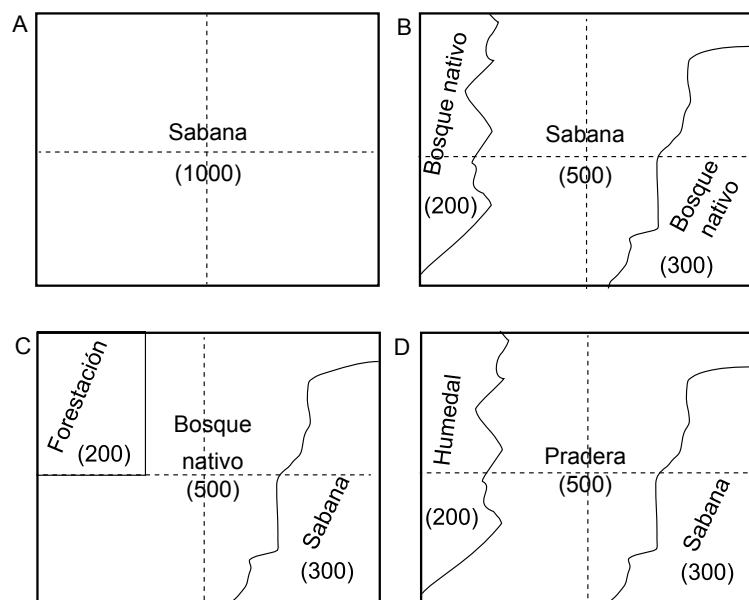 A
Sabana
(1000)
B
Bosque nativo
(200)
Sabana
(500)
Bosque
nativo
(300)
C
Forestación
(200)
Bosque
nativo
(500)
Sabana
(300)
D
Humedal
(200)
Pradera
(500)
Sabana
(300)